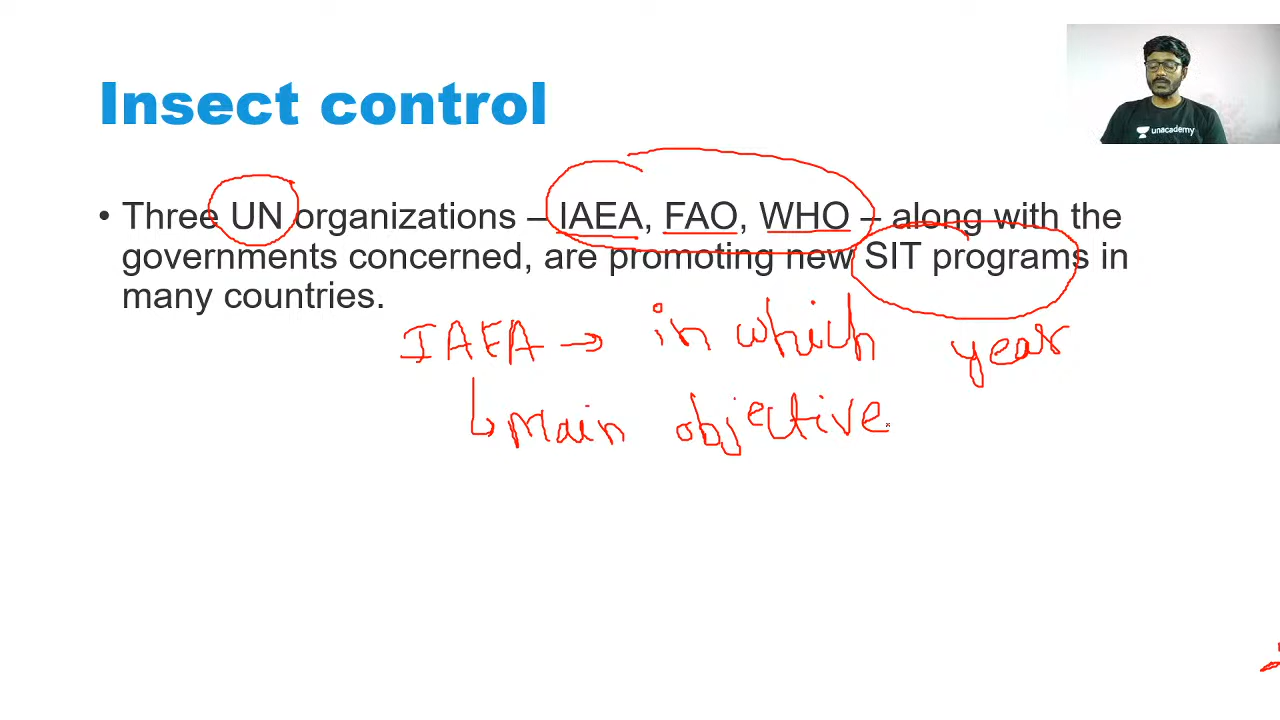 Insect control
unacademy
• Three UN organizations – IAEA, FAO, WHO – along with the
governments concerned, are promoting new SIT programs in
many countries.
IAEA → in which year
↳ Main objective